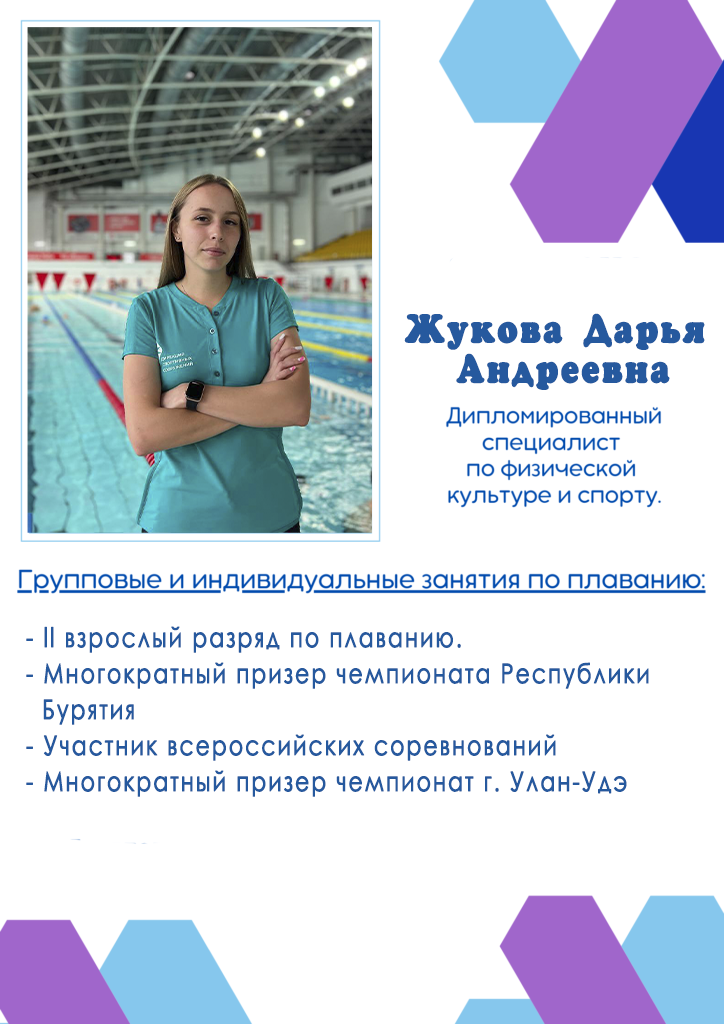 Жукова Дарья
Андреевна
Дипломированный
специалист
по физической
культуре и спорту.
Групповые и индивидуальные занятия по плаванию:
- II взрослый разряд по плаванию.
- Многократный призер чемпионата Республики
Бурятия
- Участник всероссийских соревнований
- Многократный призер чемпионат г. Улан-Удэ